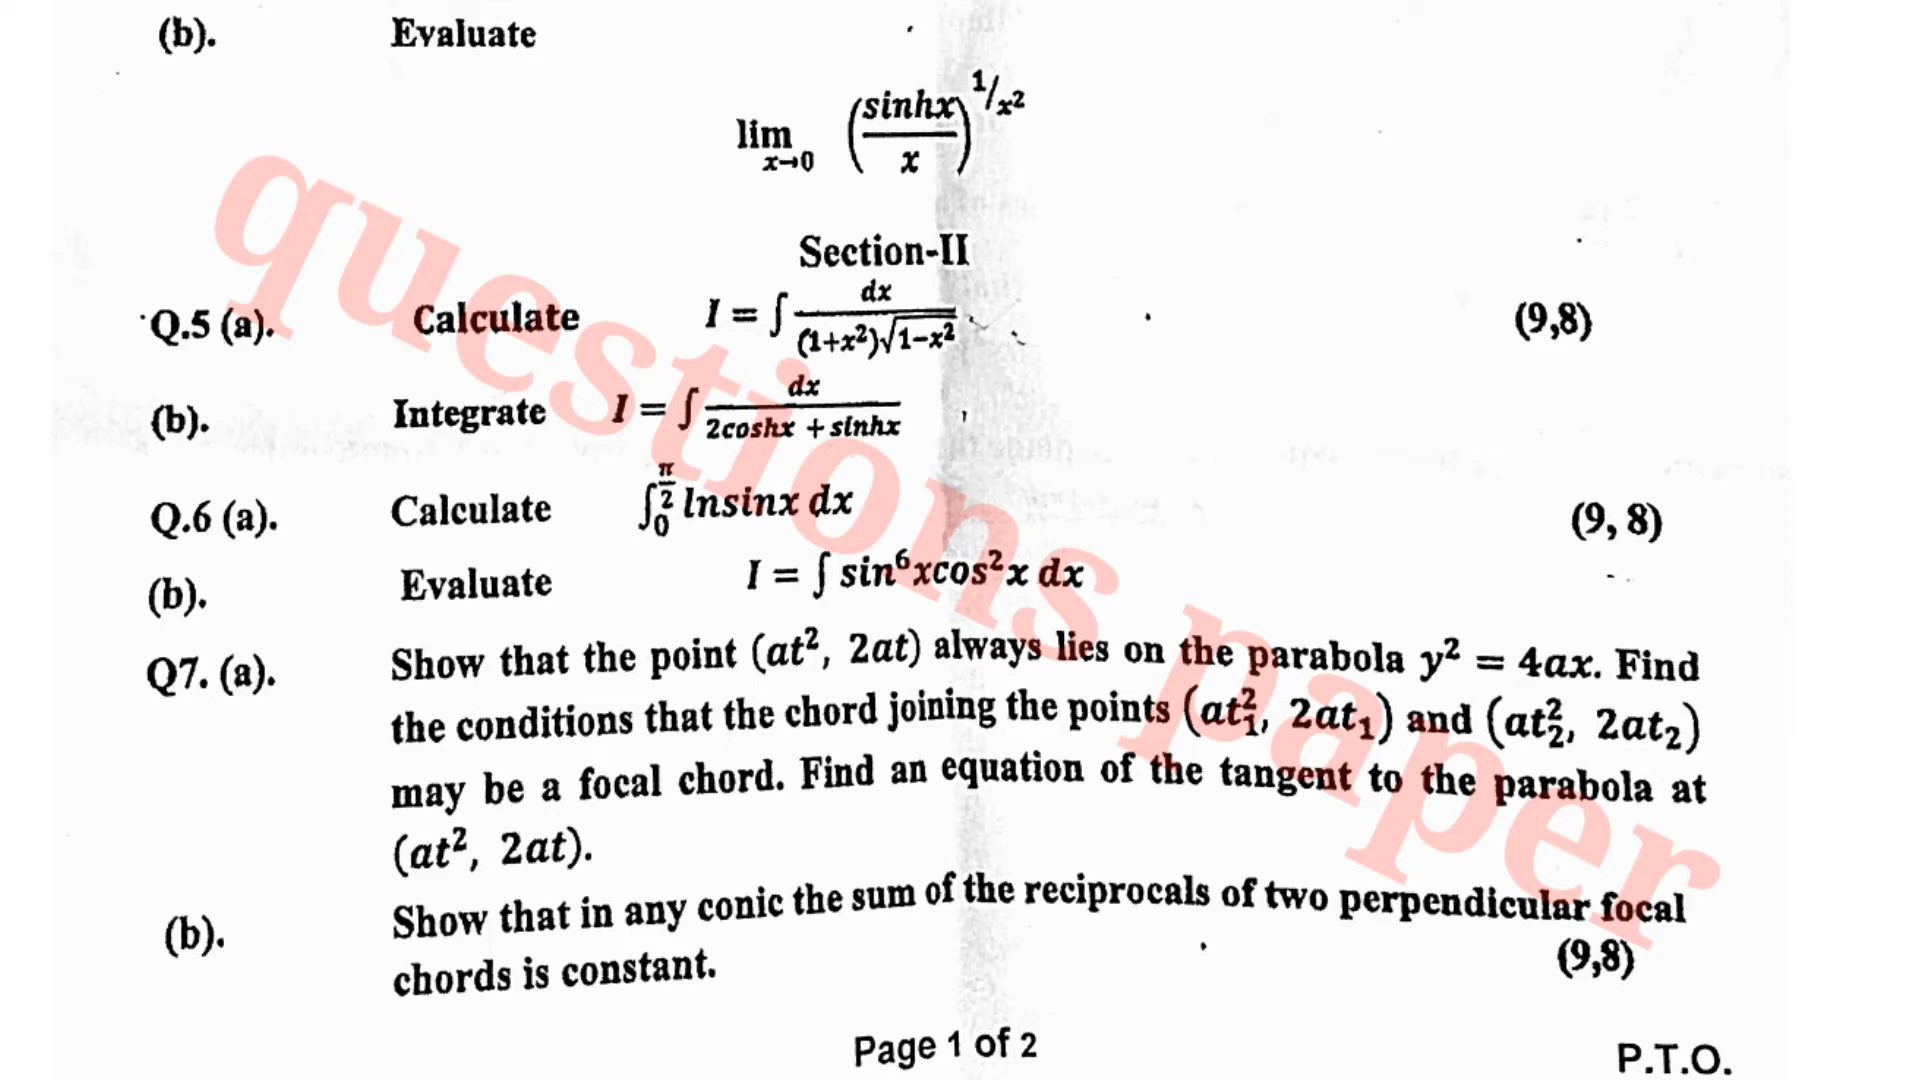 (b). Evaluate
lim x→0 (sinhx/x)^1/x²
Section-II
Q.5 (a). Calculate I = ∫ dx/((1+x²)√(1−x²)) (9,8)
(b). Integrate I = ∫ dx/(2coshx + sinhx)
Q.6 (a). Calculate ∫₀^(π/2) lnsinx dx (9, 8)
(b). Evaluate I = ∫ sin⁶xcos²x dx
Q7. (a). Show that the point (at², 2at) always lies on the parabola y² = 4ax. Find
the conditions that the chord joining the points (at₁², 2at₁) and (at₂², 2at₂)
may be a focal chord. Find an equation of the tangent to the parabola at
(at², 2at).
(b). Show that in any conic the sum of the reciprocals of two perpendicular focal
chords is constant. (9,8)
Page 1 of 2
P.T.O.
questions paper